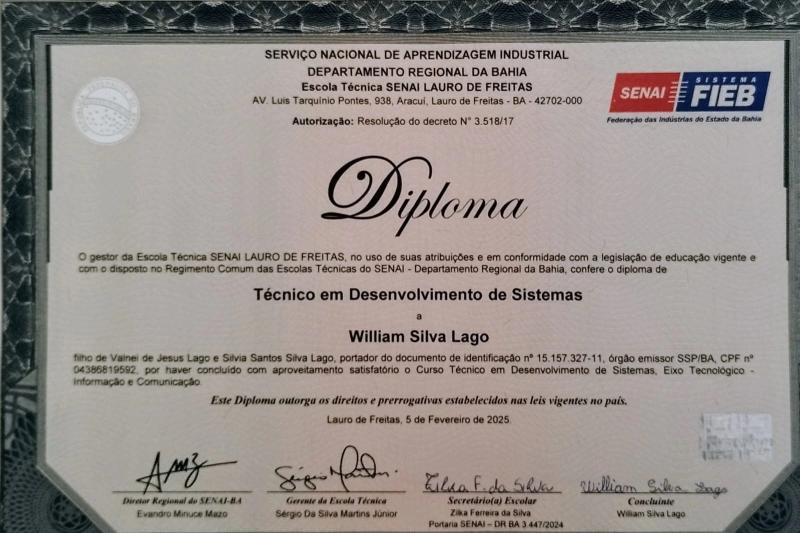 SERVIÇO NACIONAL DE APRENDIZAGEM INDUSTRIAL
DEPARTAMENTO REGIONAL DA BAHIA
Escola Técnica SENAI LAURO DE FREITAS
AV. Luis Tarquínio Pontes, 938, Aracuí, Lauro de Freitas - BA - 42702-000
Autorização: Resolução do decreto N° 3.518/17
SENAI
SISTEMA
FIEB
Federação das Indústrias do Estado da Bahia
Diploma
O gestor da Escola Técnica SENAI LAURO DE FREITAS, no uso de suas atribuições e em conformidade com a legislação de educação vigente e
com o disposto no Regimento Comum das Escolas Técnicas do SENAI - Departamento Regional da Bahia, confere o diploma de
Técnico em Desenvolvimento de Sistemas
a
William Silva Lago
filho de Valnei de Jesus Lago e Silvia Santos Silva Lago, portador do documento de identificação nº 15.157.327-11, órgão emissor SSP/BA, CPF nº
04386819592, por haver concluído com aproveitamento satisfatório o Curso Técnico em Desenvolvimento de Sistemas, Eixo Tecnológico -
Informação e Comunicação.
Este Diploma outorga os direitos e prerrogativas estabelecidos nas leis vigentes no país.
Lauro de Freitas, 5 de Fevereiro de 2025.
Zilka F. da Silva
William Silva Lago
Diretor Regional do SENAI-BA
Evandro Minuce Mazo
Gerente da Escola Técnica
Sérgio Da Silva Martins Júnior
Secretário(a) Escolar
Zilka Ferreira da Silva
Portaria SENAI – DR BA 3.447/2024
Concluinte
William Silva Lago